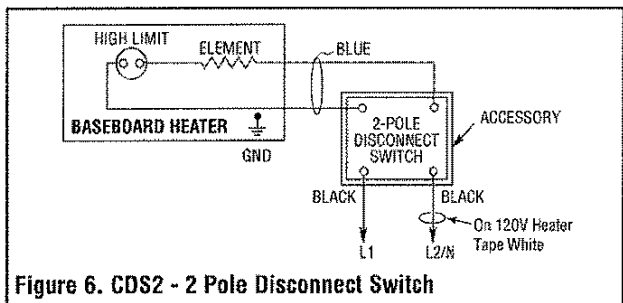 HIGH LIMIT
ELEMENT
BLUE
BASEBOARD HEATER
GND
2-POLE
DISCONNECT
SWITCH
ACCESSORY
BLACK
BLACK
On 120V Heater
Tape White
L1
L2/N
Figure 6. CDS2 - 2 Pole Disconnect Switch